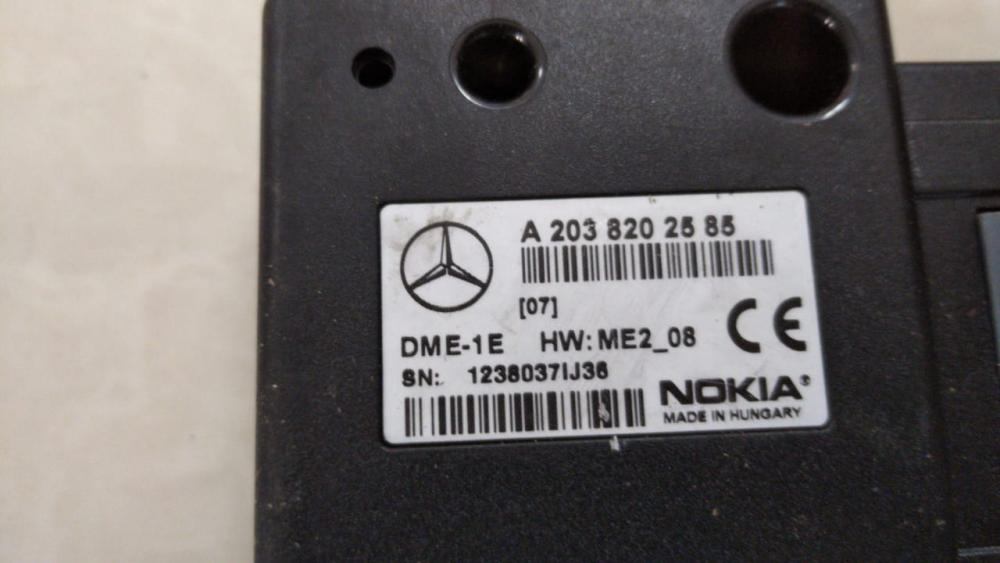 A 203 820 25 85
[07]
DME-1E HW: ME2_08
SN: 1238037IJ36
NOKIA®
MADE IN HUNGARY
CE